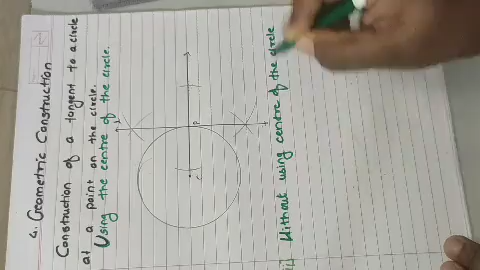 4. Geometric Construction
Construction of a tangent to a circle
at a point on the circle.
Using the centre of the circle.
P
C
Without using centre of the circle